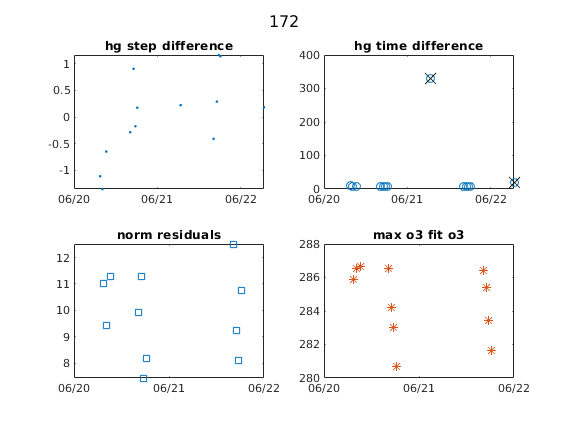 172
hg step difference
1
0.5
0
-0.5
-1
06/20 06/21 06/22
hg time difference
400
300
200
100
0
06/20 06/21 06/22
norm residuals
12
11
10
9
8
06/20 06/21 06/22
max o3 fit o3
288
286
284
282
280
06/20 06/21 06/22